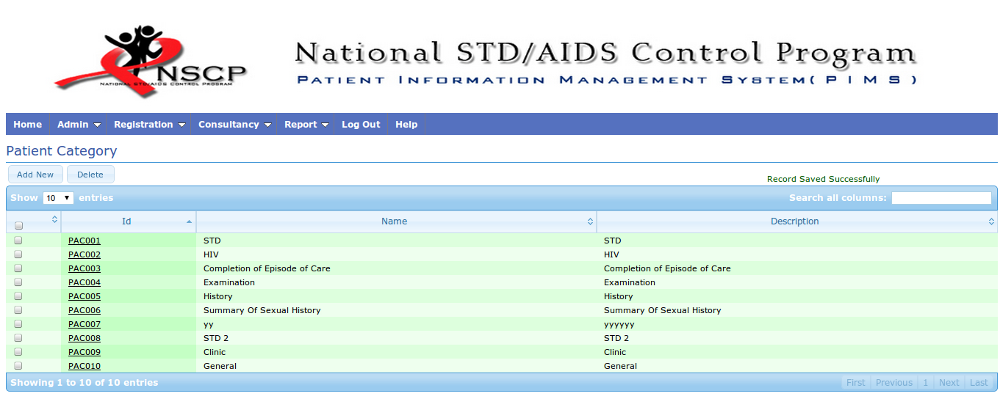 NSCP
NATIONAL STD/AIDS CONTROL PROGRAM
National STD/AIDS Control Program
Patient Information Management System( P I M S )
Home Admin Registration Consultancy Report Log Out Help
Patient Category
Add New Delete
Record Saved Successfully
Show 10 entries Search all columns:
Id Name Description
PAC001 STD STD
PAC002 HIV HIV
PAC003 Completion of Episode of Care Completion of Episode of Care
PAC004 Examination Examination
PAC005 History History
PAC006 Summary Of Sexual History Summary Of Sexual History
PAC007 yy yyyyyy
PAC008 STD 2 STD 2
PAC009 Clinic Clinic
PAC010 General General
Showing 1 to 10 of 10 entries First Previous 1 Next Last